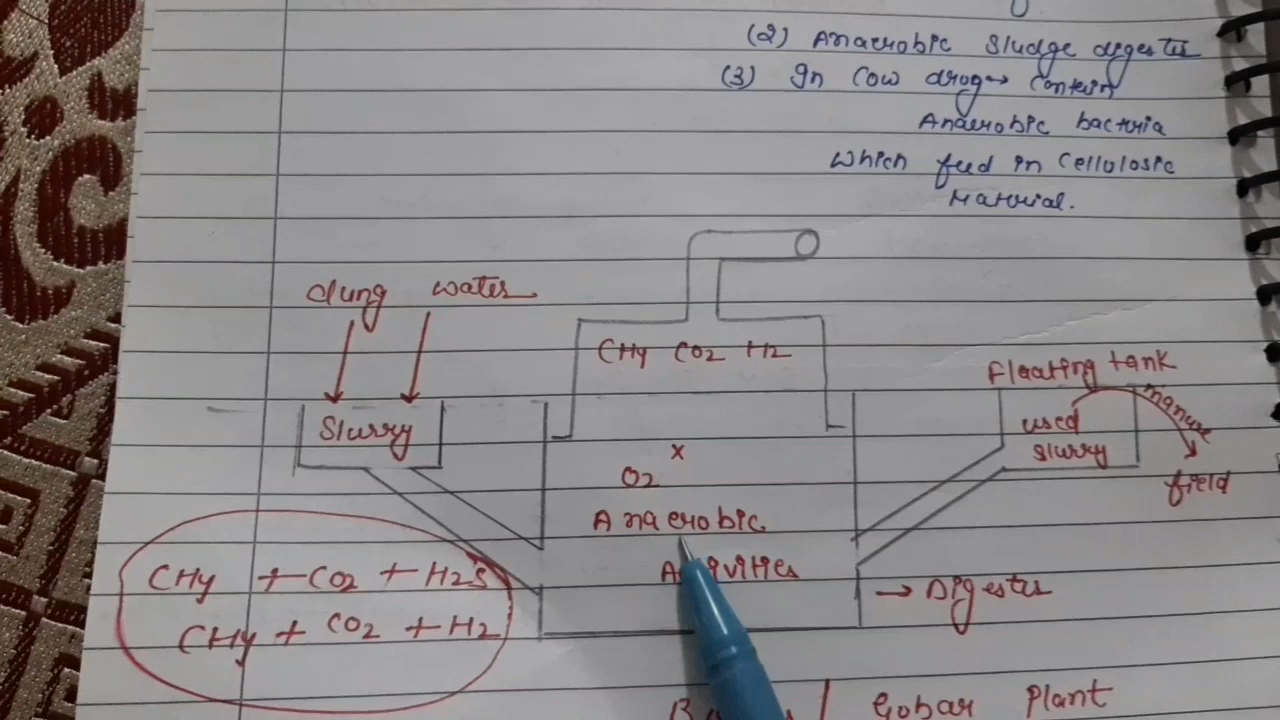 (2) Anaerobic Sludge digester
(3) In Cow drug→ Contein
Anaerobic bacteria
Which feed in Cellulosic
Material.
dung water
CH4 CO2 H2
Floating tank
Slurry
used
slurry
manure
field
O2 x
Anaerobic
Activities
→ Digester
CH4 + CO2 + H2S
CH4 + CO2 + H2
/ Gobar Plant